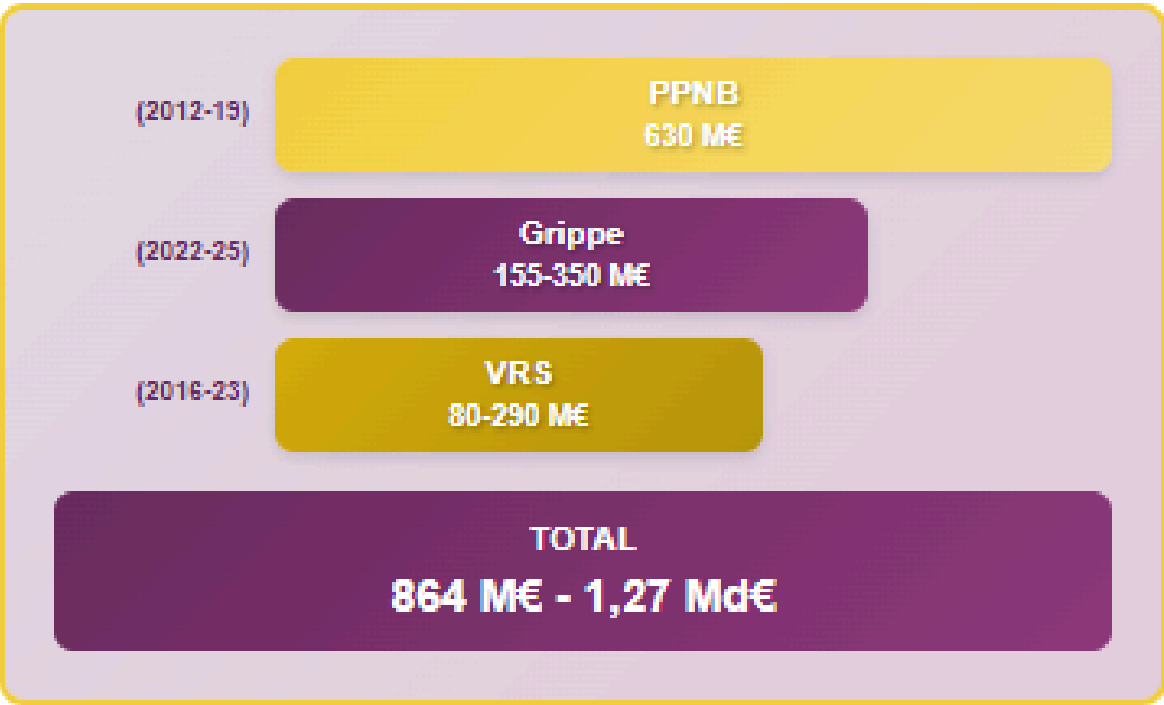 (2012-19)
PPNB
630 M€
(2022-25)
Grippe
155-350 M€
(2016-23)
VRS
80-290 M€
TOTAL
864 M€ - 1,27 Md€